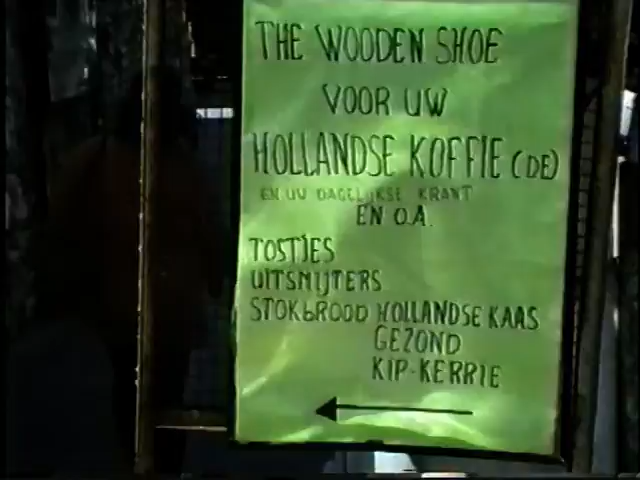 THE WOODEN SHOE
VOOR UW
HOLLANDSE KOFFIE (DE)
EN UW DAGELIJKSE KRANT
EN O.A.
TOSTJES
UITSMIJTERS
STOKbROOD HOLLANDSE KAAS
GEZOND
KIP-KERRIE